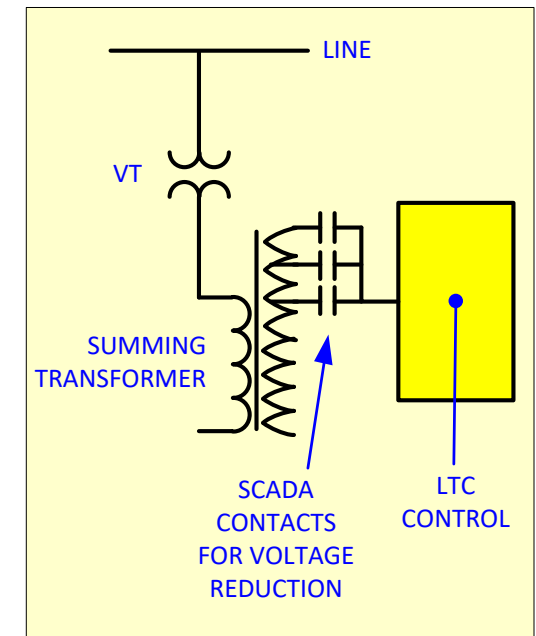 LINE
VT
SUMMING
TRANSFORMER
SCADA
CONTACTS
FOR VOLTAGE
REDUCTION
LTC
CONTROL